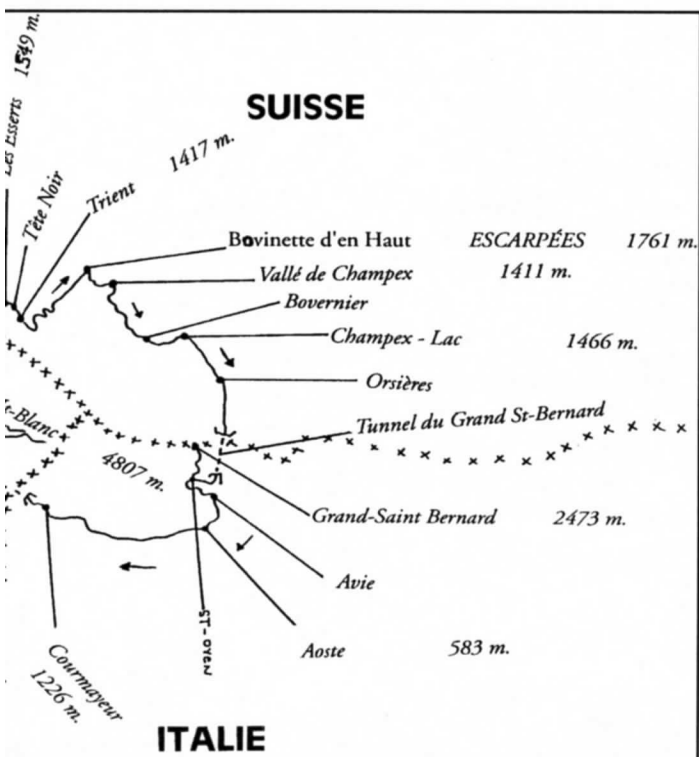 Les Esserts 1549 m.
SUISSE
Tête Noir
Trient 1417 m.
Bovinette d'en Haut ESCARPÉES 1761 m.
Vallé de Champex 1411 m.
Bovernier
Champex - Lac 1466 m.
Orsières
Tunnel du Grand St-Bernard
-Blanc
4807 m.
Grand-Saint Bernard 2473 m.
Avie
ST-OYEN
Aoste 583 m.
Courmayeur
1226 m.
ITALIE